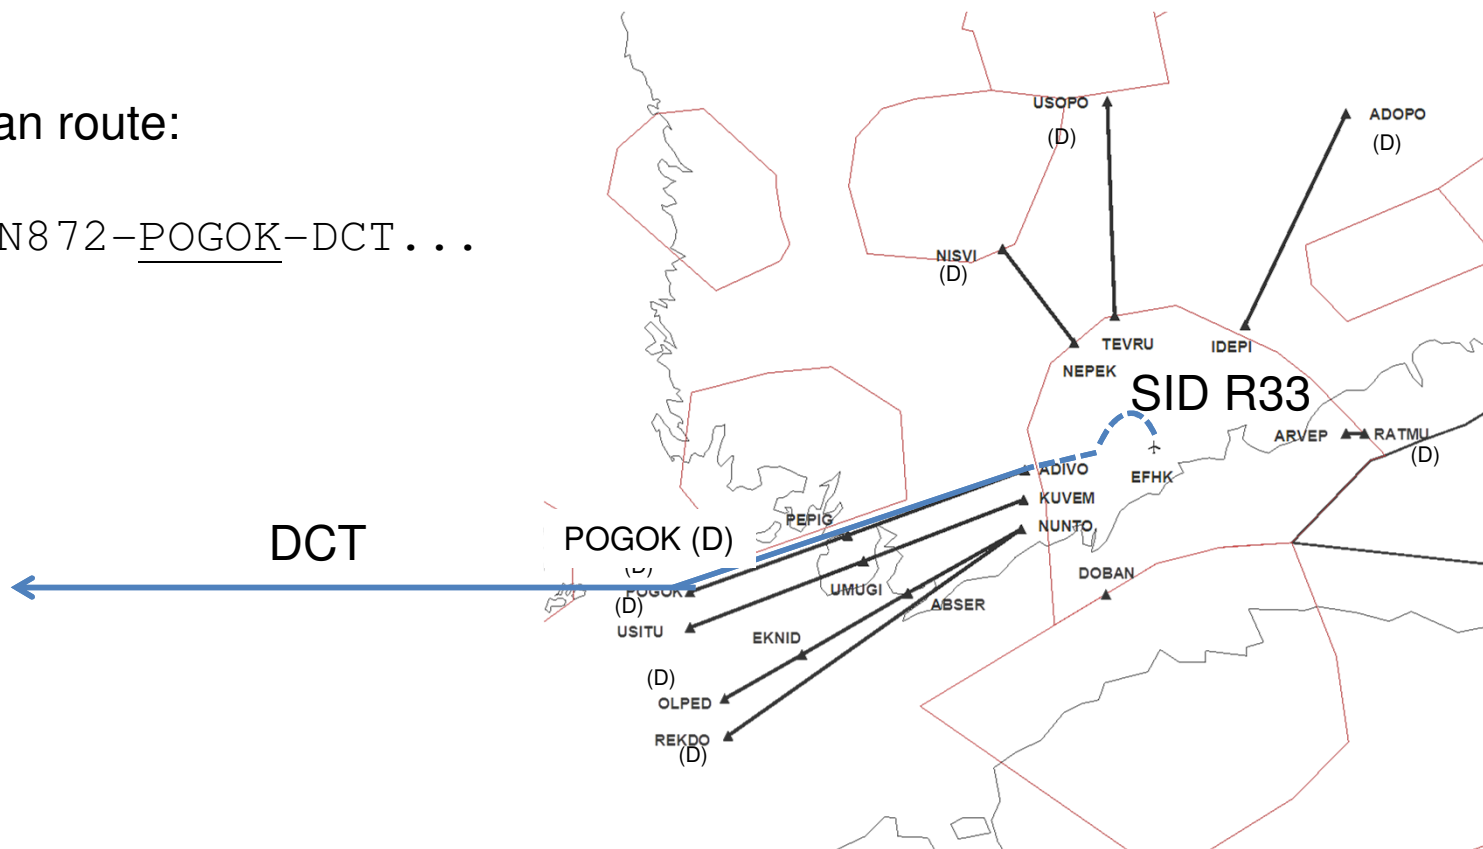 an route:
N872–POGOK–DCT...
USOPO
(D)
ADOPO
(D)
NISVI
(D)
TEVRU
IDEPI
NEPEK
SID R33
ARVEP
RATMU
(D)
ADIVO
EFHK
KUVEM
PEPIG
NUNTO
DCT
POGOK (D)
(D)
POGOK
(D)
DOBAN
UMUGI
ABSER
USITU
EKNID
(D)
OLPED
REKDO
(D)